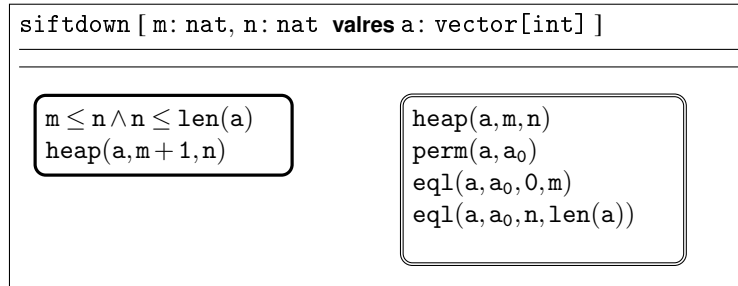 siftdown [ m: nat, n: nat valres a: vector[int] ]
m ≤ n ∧ n ≤ len(a)
heap(a,m+1,n)
heap(a,m,n)
perm(a,a₀)
eql(a,a₀,0,m)
eql(a,a₀,n,len(a))